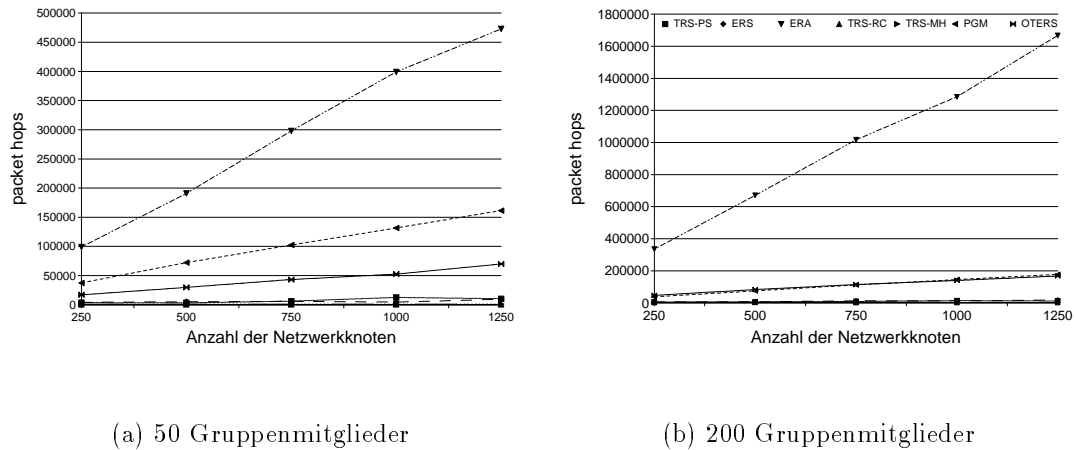 500000
450000
400000
350000
300000
250000
200000
150000
100000
50000
0
packet hops
250 500 750 1000 1250
Anzahl der Netzwerkknoten
(a) 50 Gruppenmitglieder
TRS-PS ERS ERA TRS-RC TRS-MH PGM OTERS
1800000
1600000
1400000
1200000
1000000
800000
600000
400000
200000
0
packet hops
250 500 750 1000 1250
Anzahl der Netzwerkknoten
(b) 200 Gruppenmitglieder